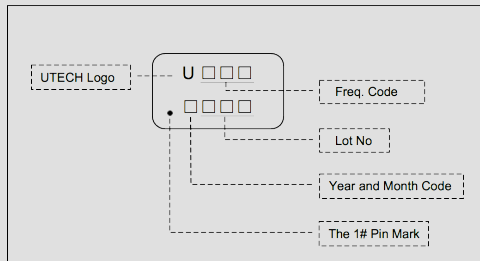 UTECH Logo
U □□□
Freq. Code
□□□□
Lot No
Year and Month Code
The 1# Pin Mark